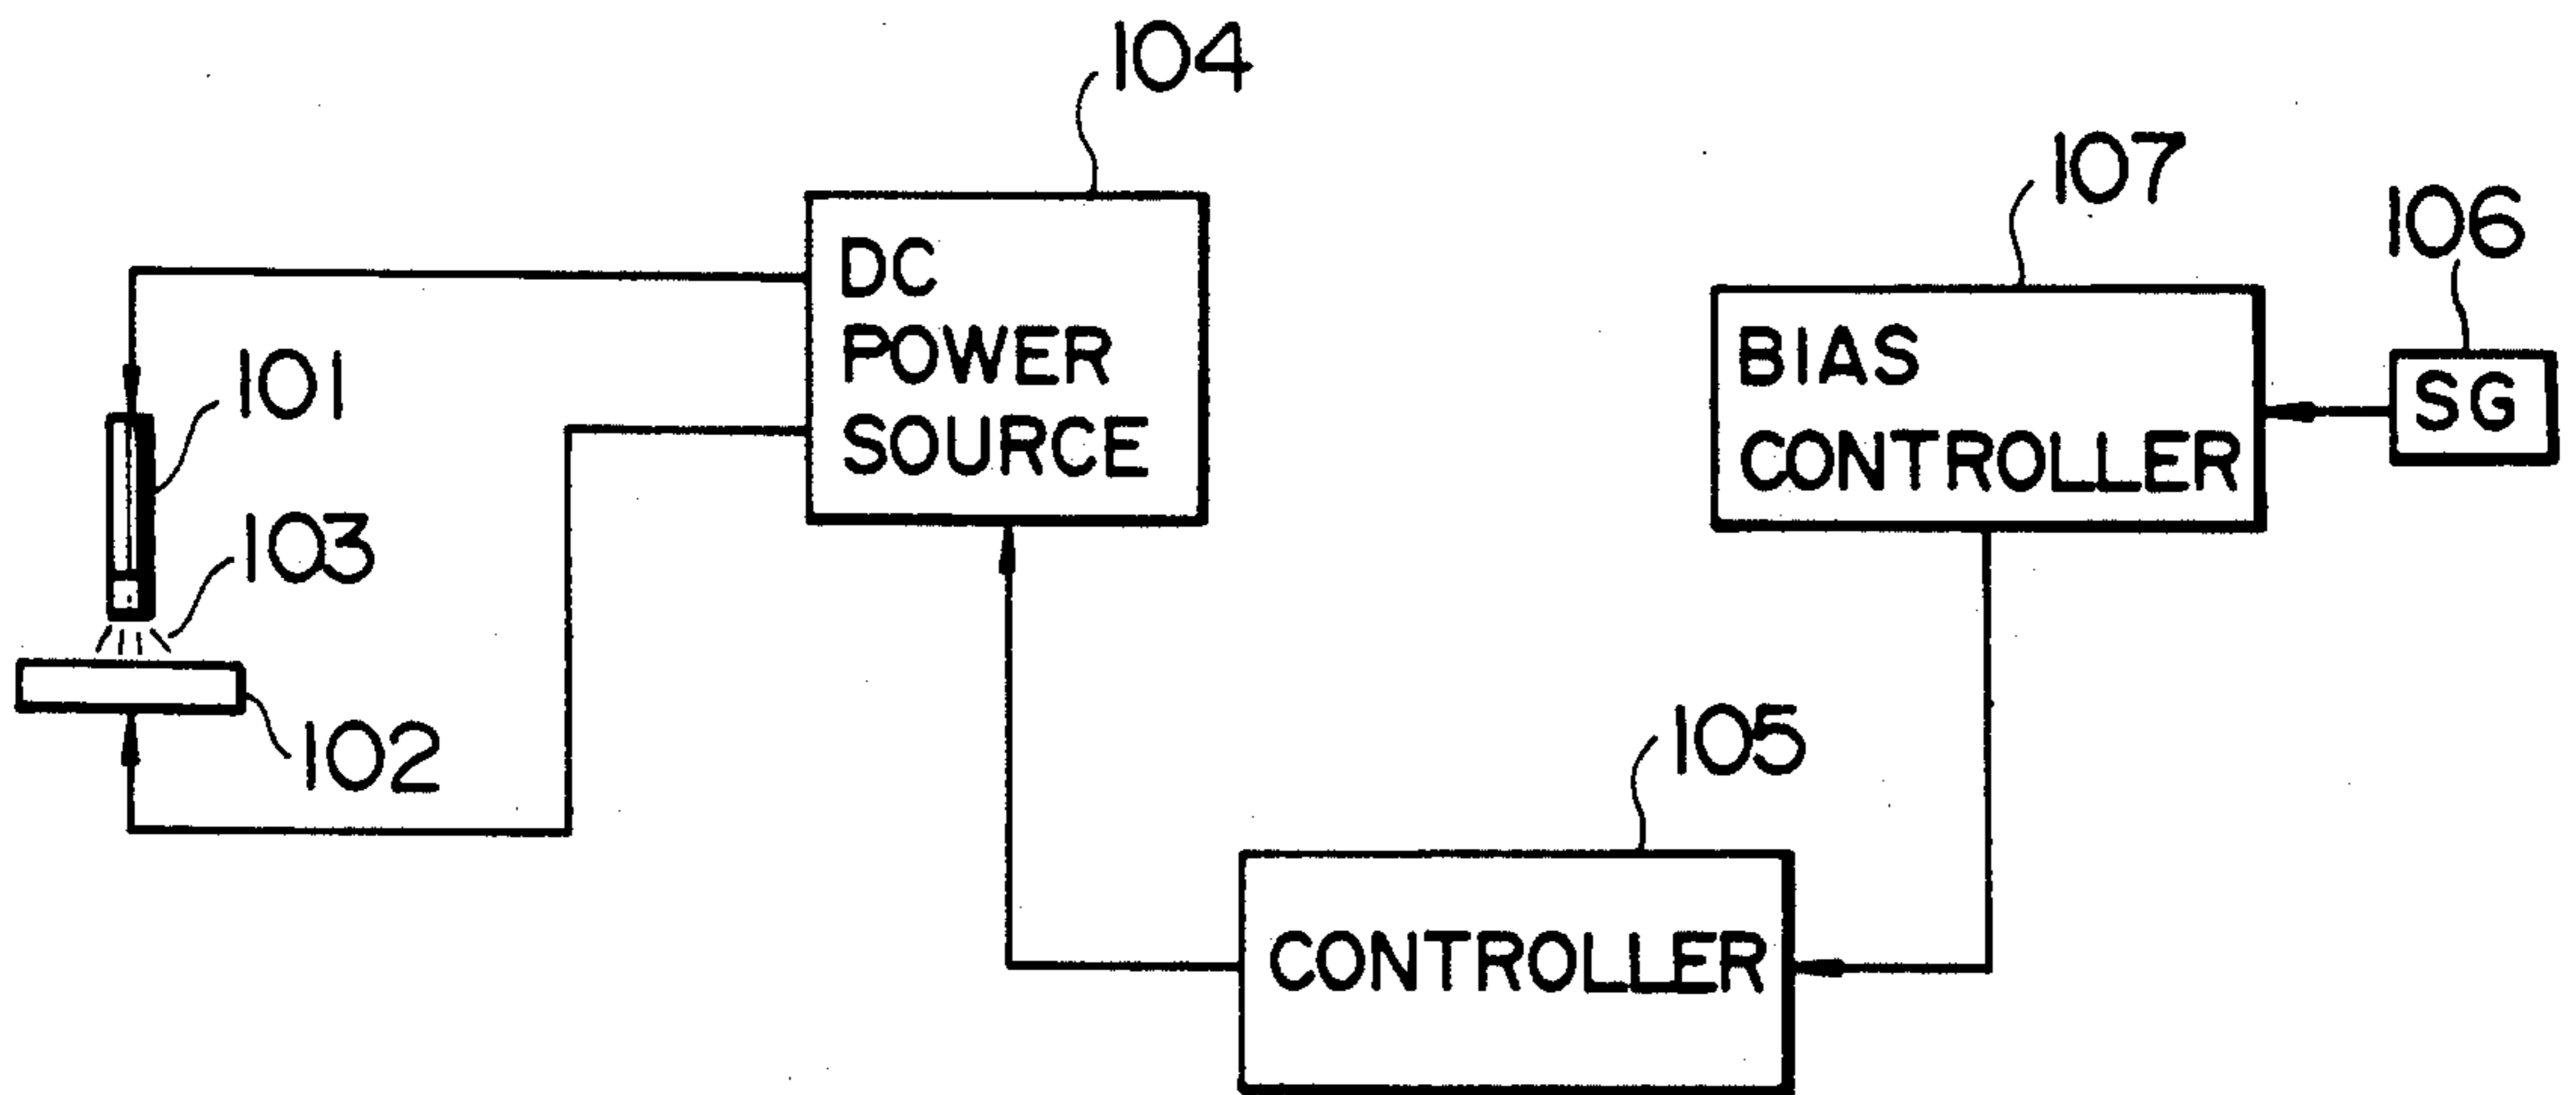 104
107
106
DC
POWER
SOURCE
BIAS
CONTROLLER
SG
101
103
102
105
CONTROLLER